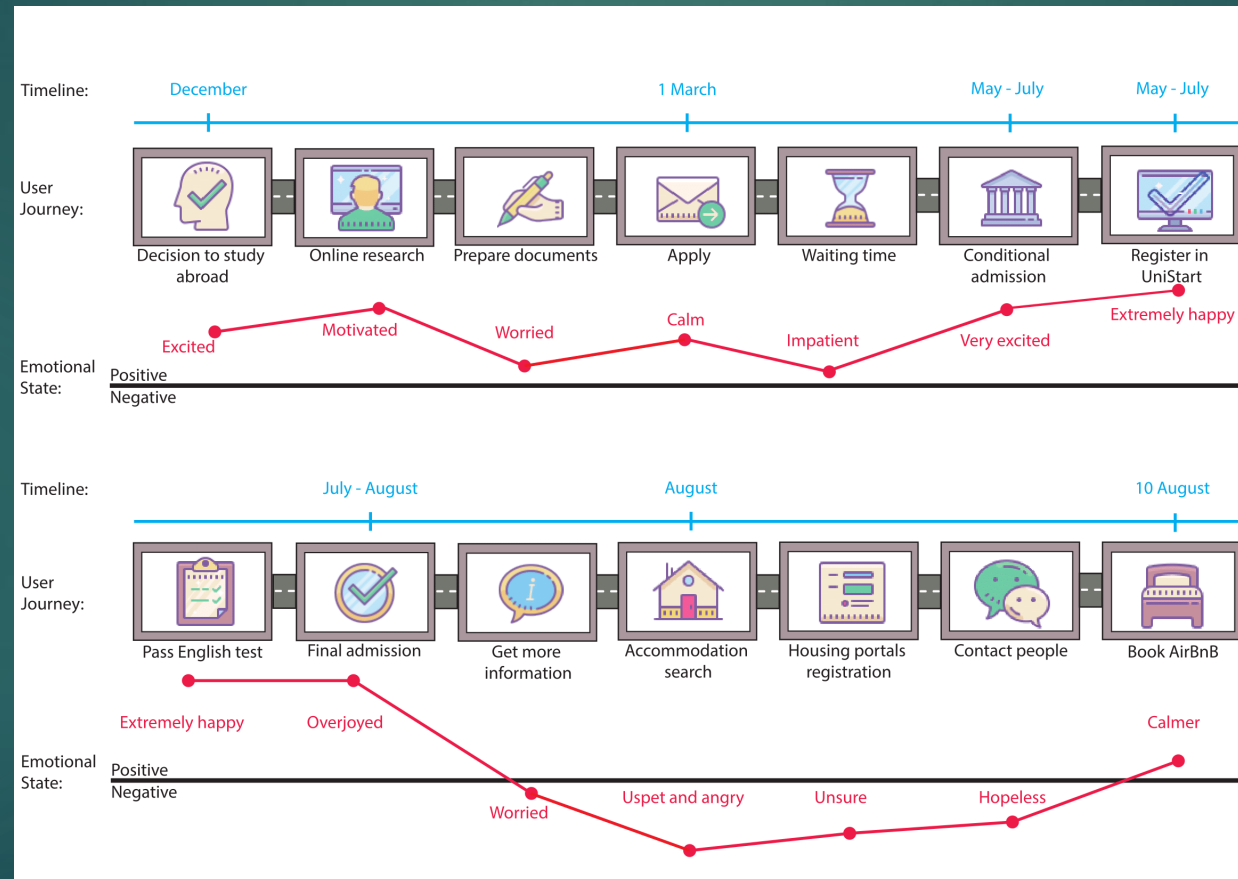 Timeline:
December
1 March
May - July
May - July
User
Journey:
Decision to study
abroad
Online research
Prepare documents
Apply
Waiting time
Conditional
admission
Register in
UniStart
Excited
Motivated
Worried
Calm
Impatient
Very excited
Extremely happy
Emotional
State:
Positive
Negative
Timeline:
July - August
August
10 August
User
Journey:
i
Pass English test
Final admission
Get more
information
Accommodation
search
Housing portals
registration
Contact people
Book AirBnB
Extremely happy
Overjoyed
Worried
Uspet and angry
Unsure
Hopeless
Calmer
Emotional
State:
Positive
Negative